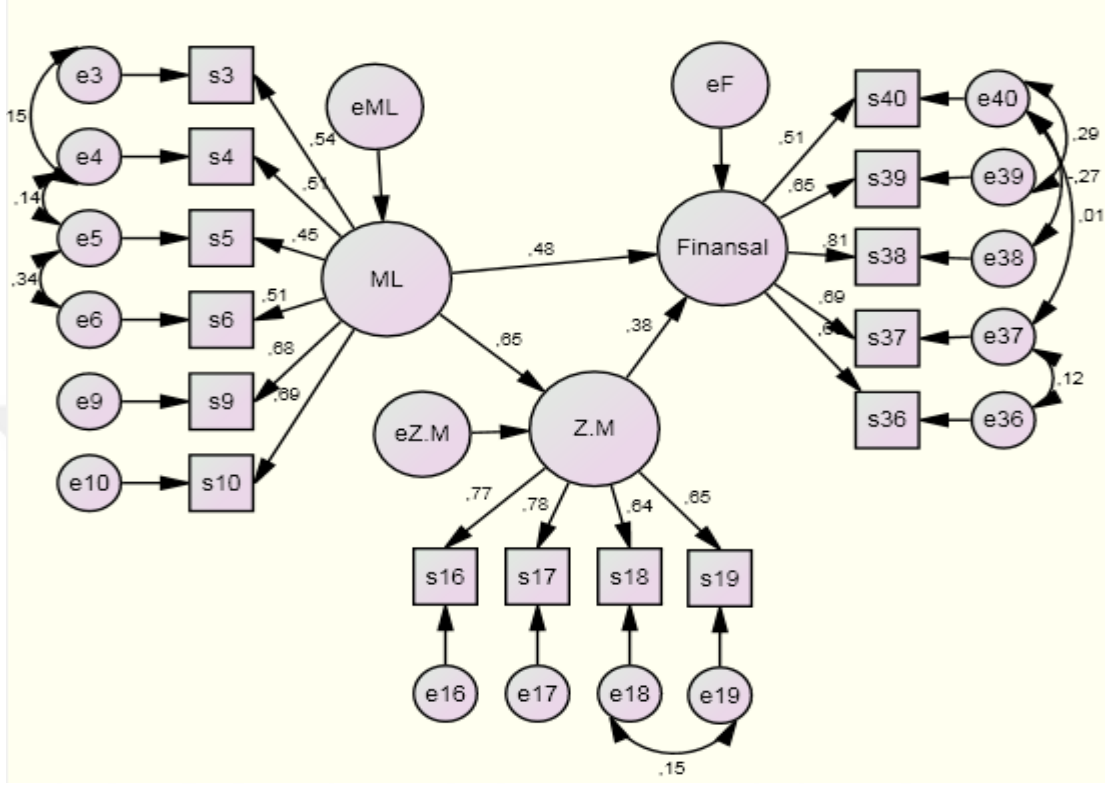 eF
e3
s3
s40
e40
eML
,54
,51
,29
15
e4
s4
,65
s39
e39
-,27
,51
,14
,01
e5
s5
,45
,48
Finansal
,81
s38
e38
ML
,34
,51
,69
e6
s6
,38
s37
e37
,65
,68
,12
e9
s9
,69
eZ.M
Z.M
s36
e36
e10
s10
,77
,78
,64
,65
s16
s17
s18
s19
e16
e17
e18
e19
,15